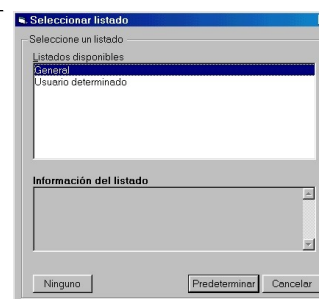 Seleccionar listado
Seleccione un listado
Listados disponibles
General
Usuario determinado
Información del listado
Ninguno Predeterminar Cancelar